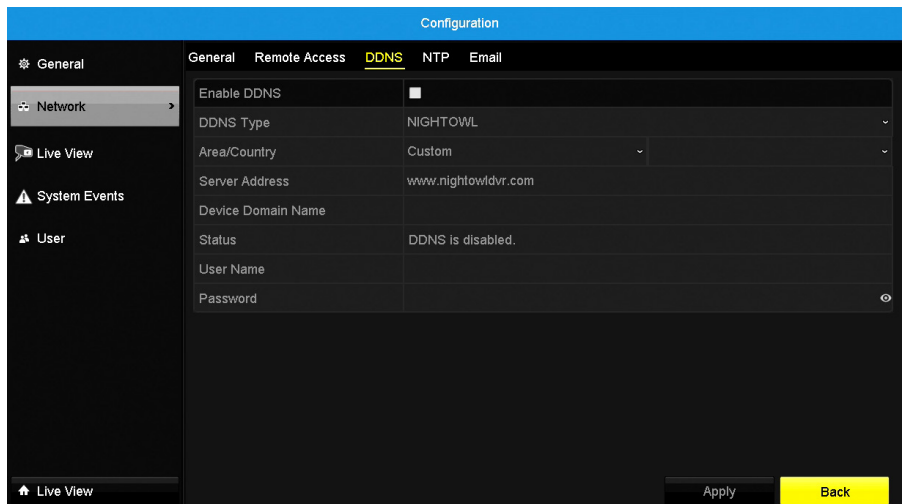 Configuration
General
Network
Live View
System Events
User
Live View
General Remote Access DDNS NTP Email
Enable DDNS
DDNS Type NIGHTOWL
Area/Country Custom
Server Address www.nightowldvr.com
Device Domain Name
Status DDNS is disabled.
User Name
Password
Apply Back